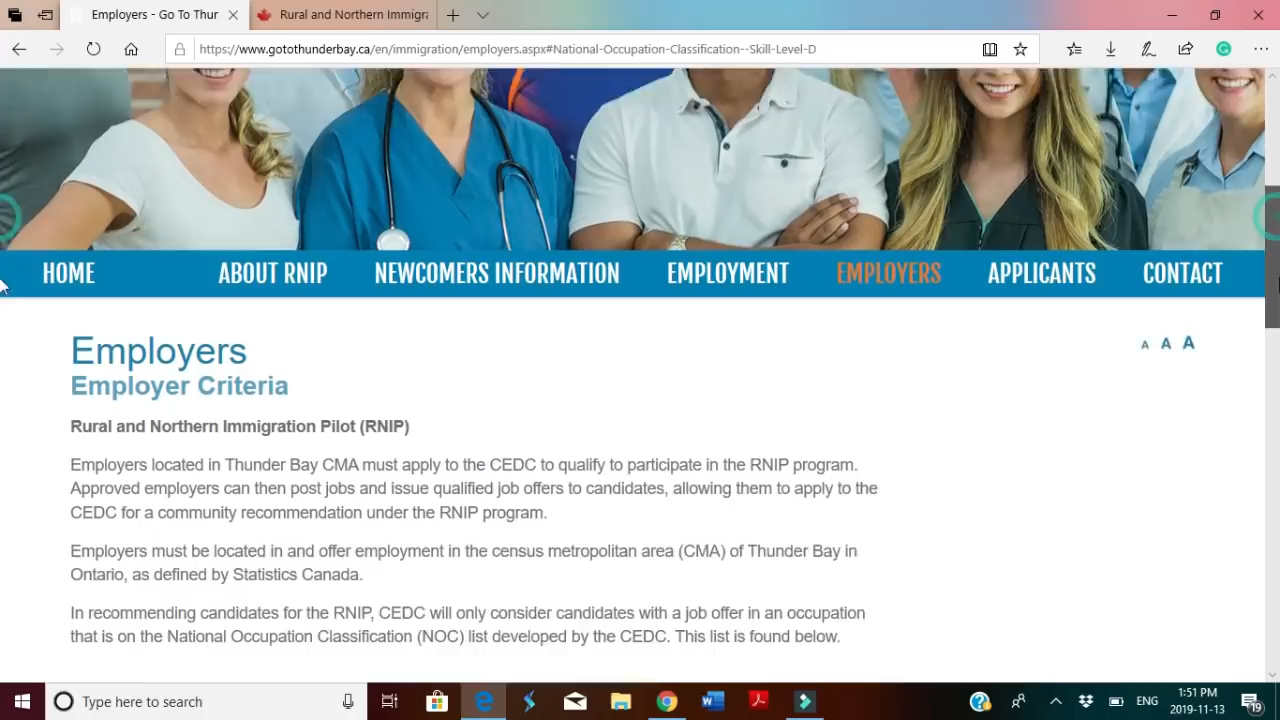 Employers - Go To Thur
Rural and Northern Immigra
https://www.gotothunderbay.ca/en/immigration/employers.aspx#National-Occupation-Classification--Skill-Level-D
HOME ABOUT RNIP NEWCOMERS INFORMATION EMPLOYMENT EMPLOYERS APPLICANTS CONTACT
Employers
A A A
Employer Criteria
Rural and Northern Immigration Pilot (RNIP)
Employers located in Thunder Bay CMA must apply to the CEDC to qualify to participate in the RNIP program.
Approved employers can then post jobs and issue qualified job offers to candidates, allowing them to apply to the
CEDC for a community recommendation under the RNIP program.
Employers must be located in and offer employment in the census metropolitan area (CMA) of Thunder Bay in
Ontario, as defined by Statistics Canada.
In recommending candidates for the RNIP, CEDC will only consider candidates with a job offer in an occupation
that is on the National Occupation Classification (NOC) list developed by the CEDC. This list is found below.
Type here to search
ENG
1:51 PM
2019-11-13
19